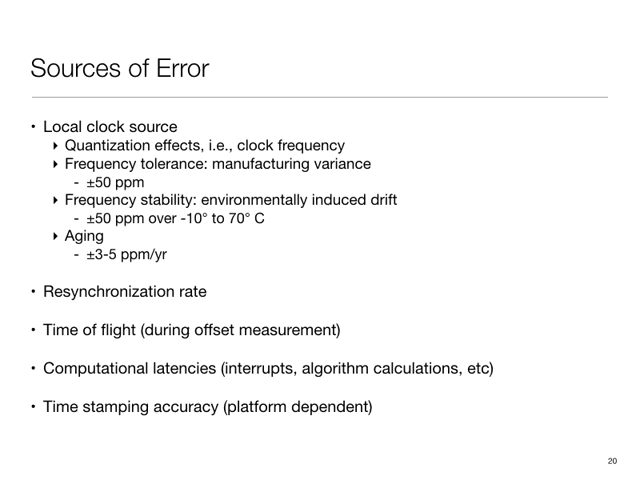 Sources of Error
• Local clock source
‣ Quantization effects, i.e., clock frequency
‣ Frequency tolerance: manufacturing variance
- ±50 ppm
‣ Frequency stability: environmentally induced drift
- ±50 ppm over -10° to 70° C
‣ Aging
- ±3-5 ppm/yr
• Resynchronization rate
• Time of flight (during offset measurement)
• Computational latencies (interrupts, algorithm calculations, etc)
• Time stamping accuracy (platform dependent)
20